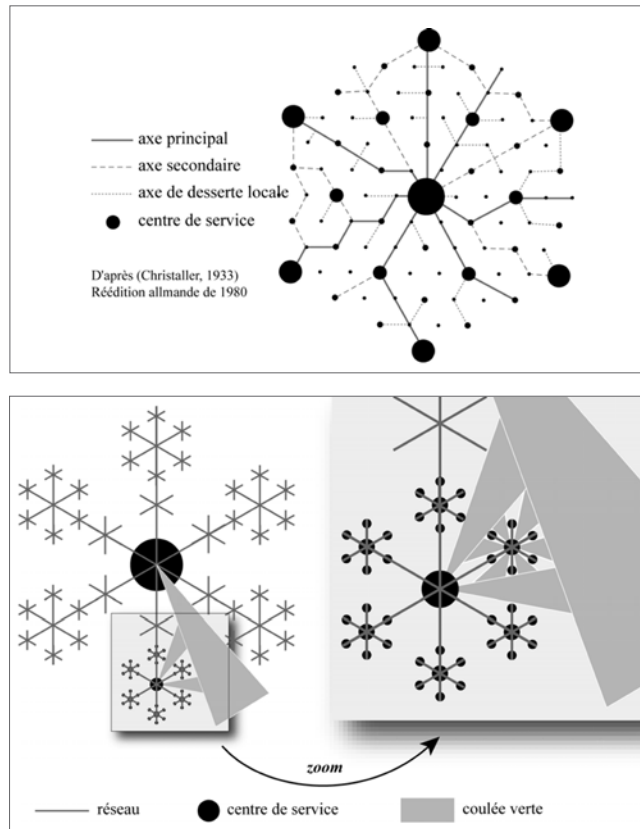 axe principal
axe secondaire
axe de desserte locale
centre de service
D'après (Christaller, 1933)
Réédition allmande de 1980
zoom
réseau
centre de service
coulée verte